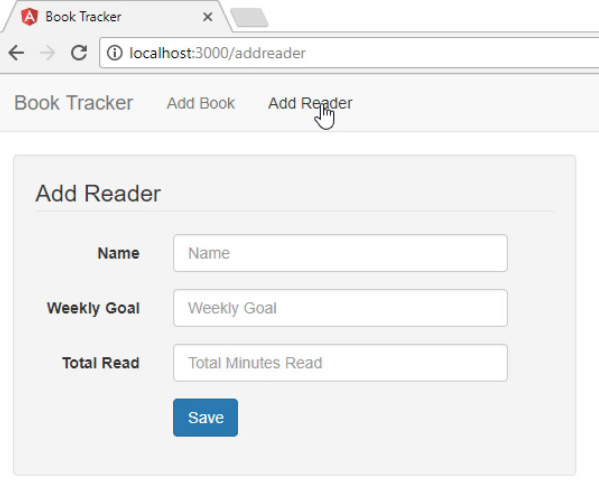 Book Tracker
localhost:3000/addreader
Book Tracker Add Book Add Reader
Add Reader
Name Name
Weekly Goal Weekly Goal
Total Read Total Minutes Read
Save